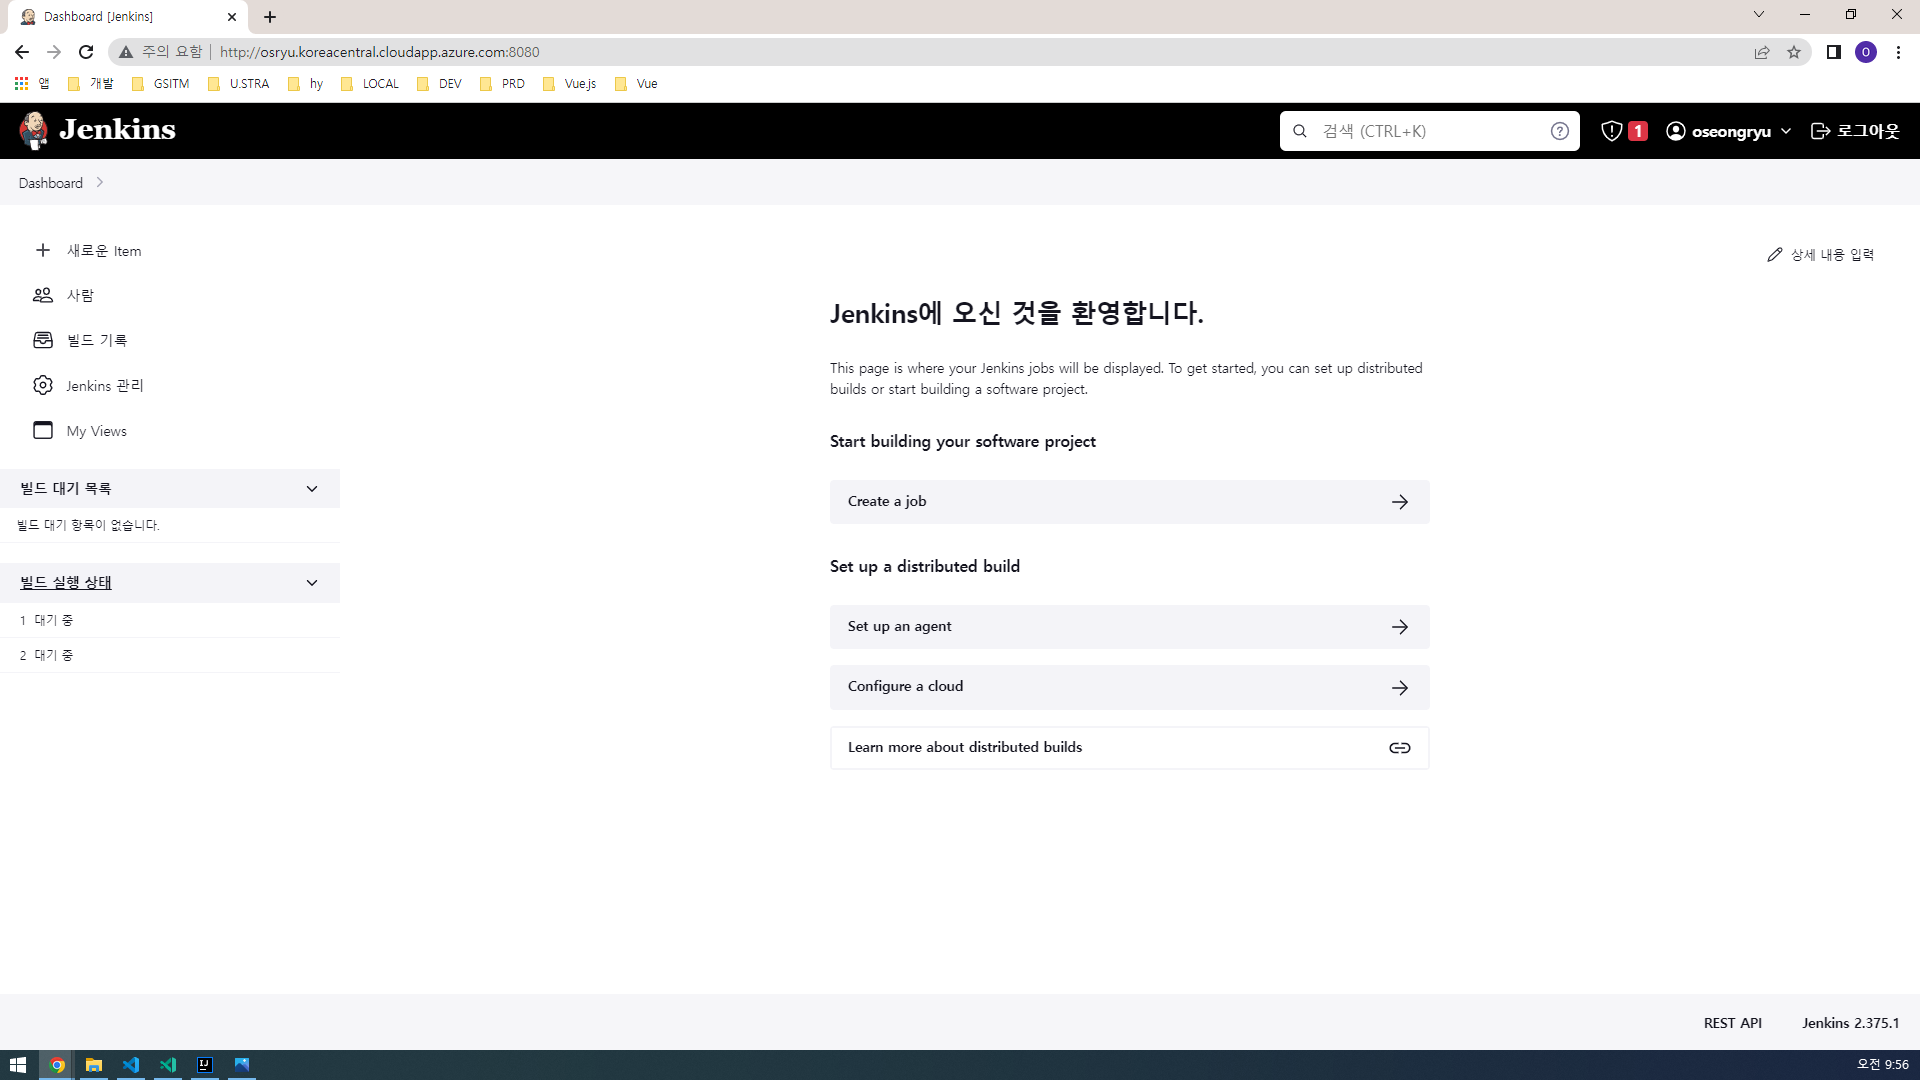 Dashboard [Jenkins]
주의 요함
http://osryu.koreacentral.cloudapp.azure.com:8080
O
앱
개발
GSITM
U.STRA
hy
LOCAL
DEV
PRD
Vue.js
Vue
Jenkins
검색 (CTRL+K)
1
oseongryu
로그아웃
Dashboard
새로운 Item
사람
빌드 기록
Jenkins 관리
My Views
빌드 대기 목록
빌드 대기 항목이 없습니다.
빌드 실행 상태
1 대기 중
2 대기 중
상세 내용 입력
Jenkins에 오신 것을 환영합니다.
This page is where your Jenkins jobs will be displayed. To get started, you can set up distributed
builds or start building a software project.
Start building your software project
Create a job
Set up a distributed build
Set up an agent
Configure a cloud
Learn more about distributed builds
REST API
Jenkins 2.375.1
IJ
오전 9:56